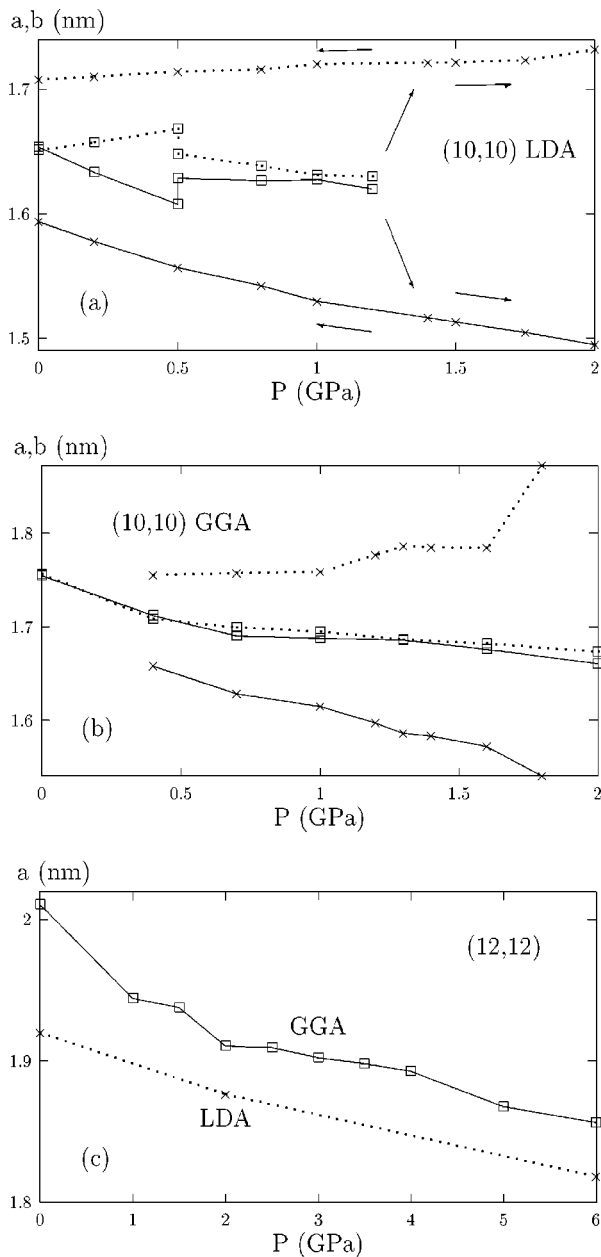 a,b (nm)
1.7
(10,10) LDA
1.6
(a)
1.5
0 0.5 1 1.5 2
P (GPa)
a,b (nm)
(10,10) GGA
1.8
1.7
1.6
(b)
0 0.5 1 1.5 2
P (GPa)
a (nm)
2
(12,12)
GGA
1.9
LDA
(c)
1.8
0 1 2 3 4 5 6
P (GPa)